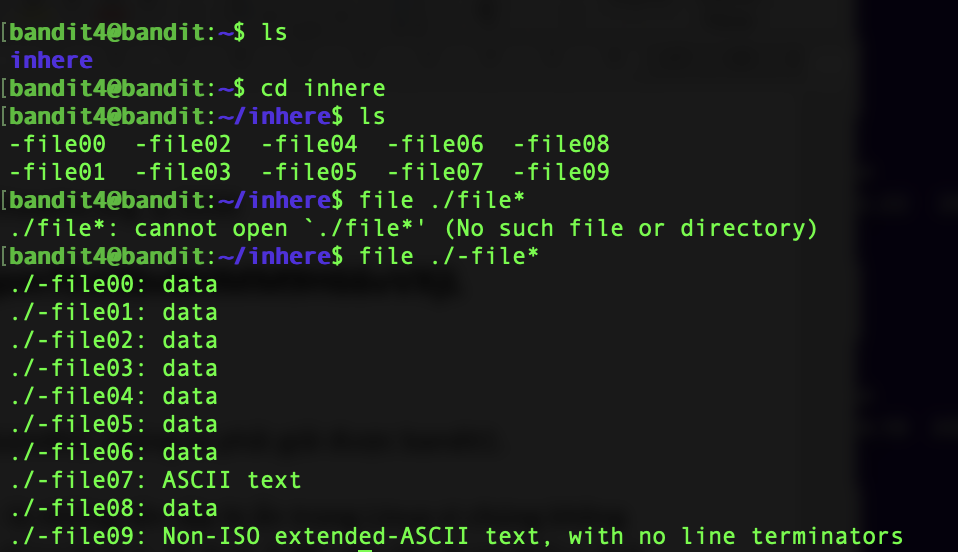 [bandit4@bandit:~$ ls
inhere
[bandit4@bandit:~$ cd inhere
[bandit4@bandit:~/inhere$ ls
-file00  -file02  -file04  -file06  -file08
-file01  -file03  -file05  -file07  -file09
[bandit4@bandit:~/inhere$ file ./file*
./file*: cannot open `./file*' (No such file or directory)
[bandit4@bandit:~/inhere$ file ./-file*
./-file00: data
./-file01: data
./-file02: data
./-file03: data
./-file04: data
./-file05: data
./-file06: data
./-file07: ASCII text
./-file08: data
./-file09: Non-ISO extended-ASCII text, with no line terminators